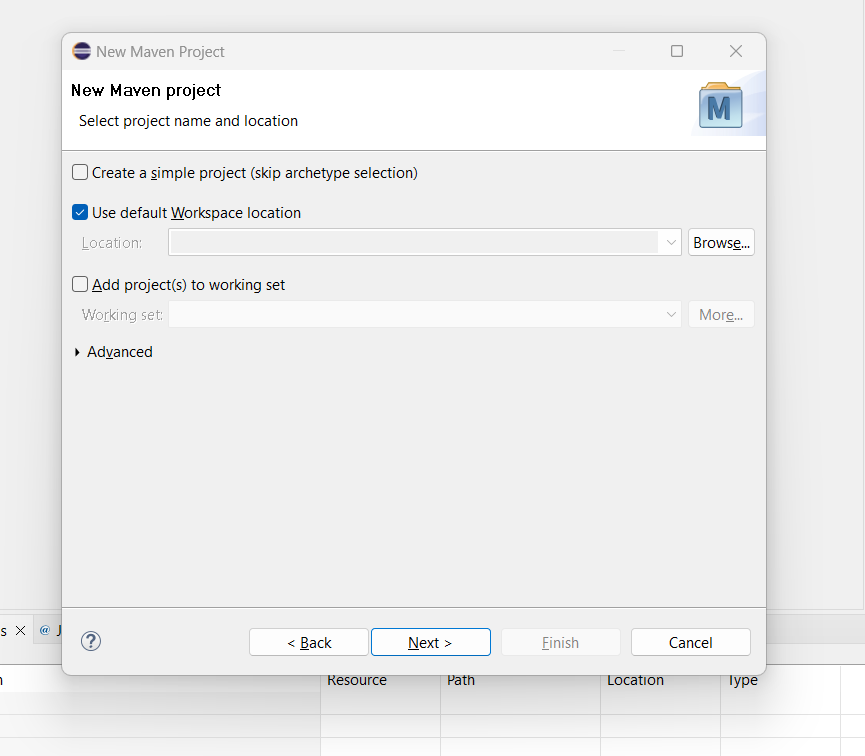 New Maven Project
New Maven project
Select project name and location
M
Create a simple project (skip archetype selection)
Use default Workspace location
Location:
Browse...
Add project(s) to working set
Working set:
More...
Advanced
s
@ J
?
< Back
Next >
Finish
Cancel
Resource
Path
Location
Type